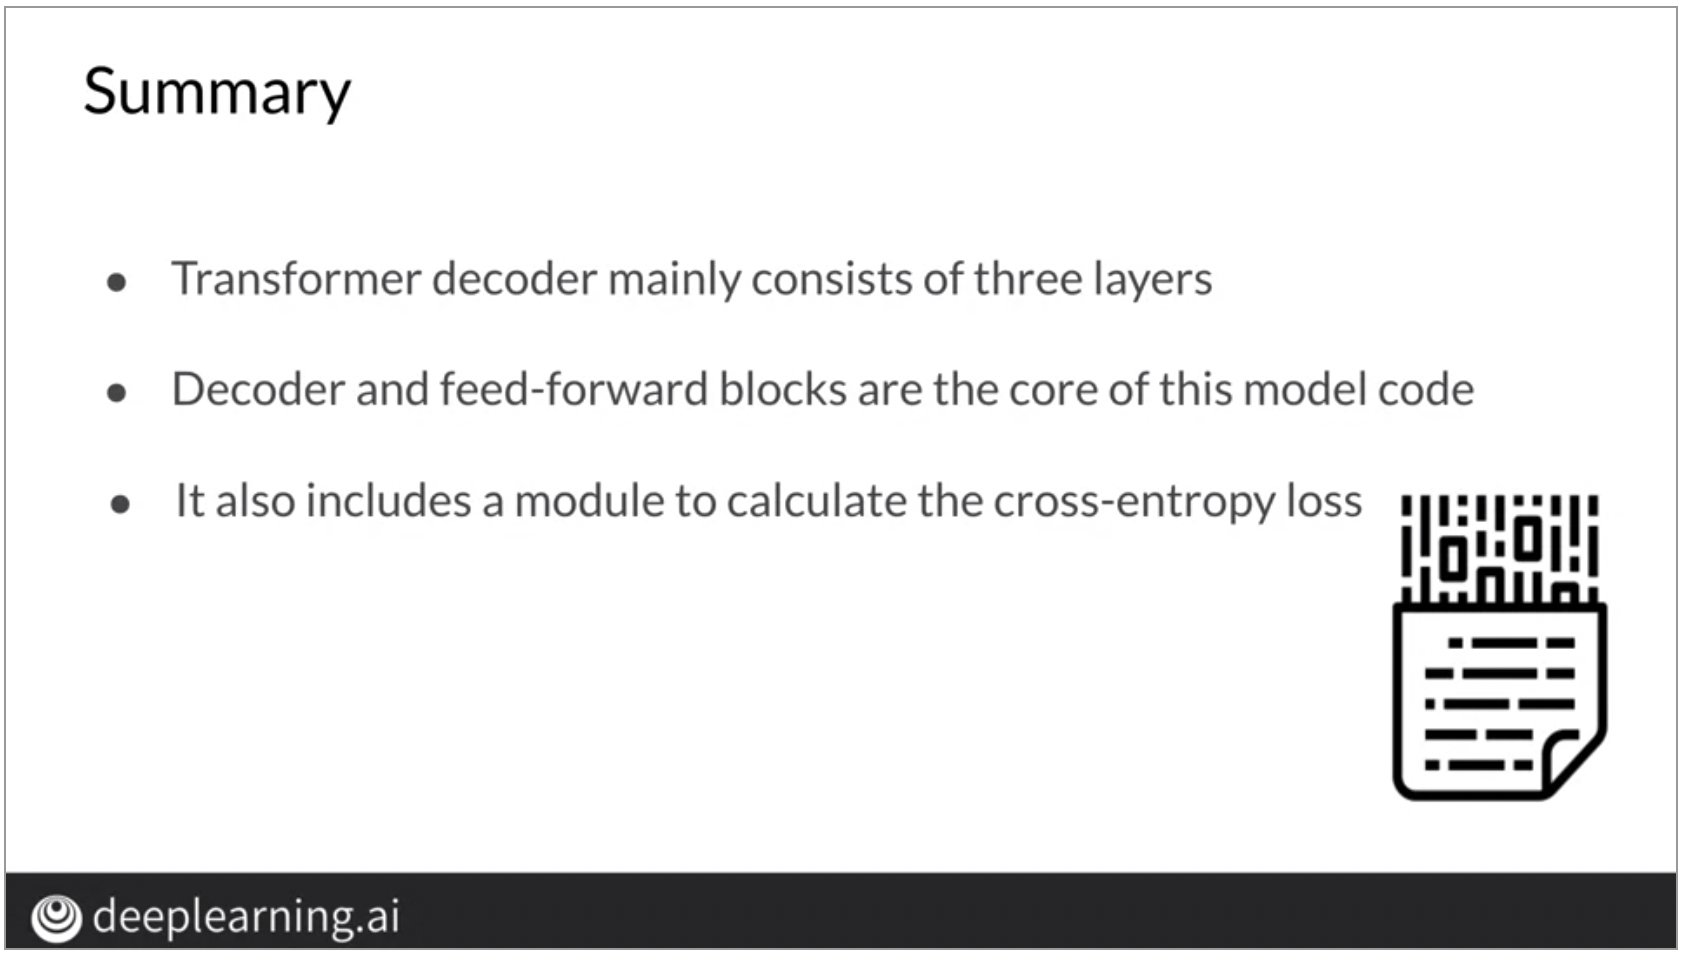 Summary
● Transformer decoder mainly consists of three layers
● Decoder and feed-forward blocks are the core of this model code
● It also includes a module to calculate the cross-entropy loss
deeplearning.ai